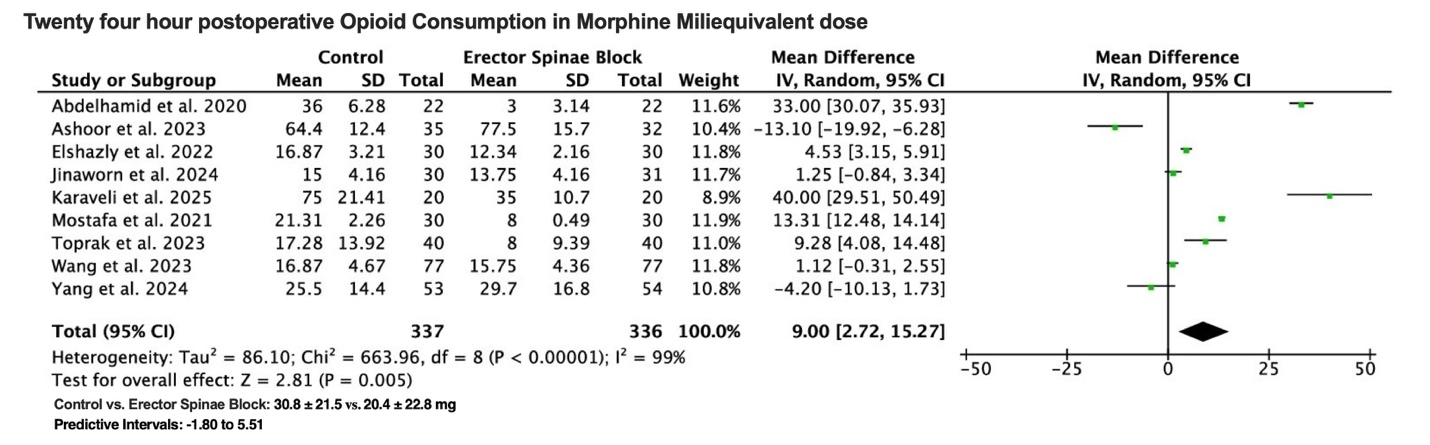 Twenty four hour postoperative Opioid Consumption in Morphine Miliequivalent dose
Control Erector Spinae Block Mean Difference Mean Difference
Study or Subgroup Mean SD Total Mean SD Total Weight IV, Random, 95% CI IV, Random, 95% CI
Abdelhamid et al. 2020 36 6.28 22 3 3.14 22 11.6% 33.00 [30.07, 35.93]
Ashoor et al. 2023 64.4 12.4 35 77.5 15.7 32 10.4% −13.10 [−19.92, −6.28]
Elshazly et al. 2022 16.87 3.21 30 12.34 2.16 30 11.8% 4.53 [3.15, 5.91]
Jinaworn et al. 2024 15 4.16 30 13.75 4.16 31 11.7% 1.25 [−0.84, 3.34]
Karaveli et al. 2025 75 21.41 20 35 10.7 20 8.9% 40.00 [29.51, 50.49]
Mostafa et al. 2021 21.31 2.26 30 8 0.49 30 11.9% 13.31 [12.48, 14.14]
Toprak et al. 2023 17.28 13.92 40 8 9.39 40 11.0% 9.28 [4.08, 14.48]
Wang et al. 2023 16.87 4.67 77 15.75 4.36 77 11.8% 1.12 [−0.31, 2.55]
Yang et al. 2024 25.5 14.4 53 29.7 16.8 54 10.8% −4.20 [−10.13, 1.73]
Total (95% CI) 337 336 100.0% 9.00 [2.72, 15.27]
Heterogeneity: Tau² = 86.10; Chi² = 663.96, df = 8 (P < 0.00001); I² = 99%
−50 −25 0 25 50
Test for overall effect: Z = 2.81 (P = 0.005)
Control vs. Erector Spinae Block: 30.8 ± 21.5 vs. 20.4 ± 22.8 mg
Predictive Intervals: -1.80 to 5.51